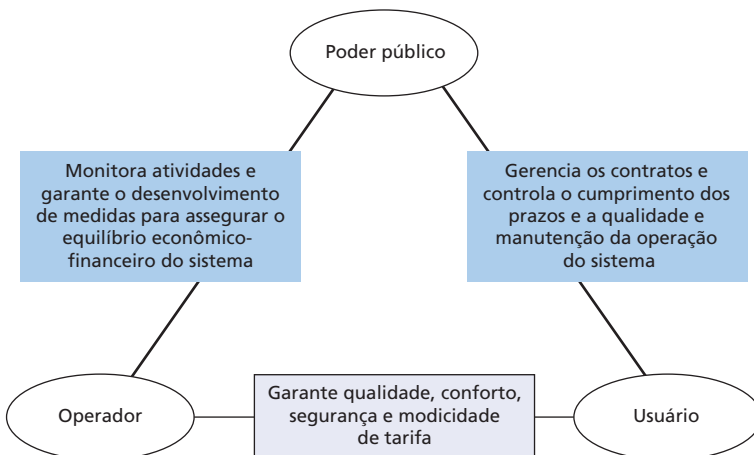 Poder público
Monitora atividades e
garante o desenvolvimento
de medidas para assegurar o
equilíbrio econômico-
financeiro do sistema
Gerencia os contratos e
controla o cumprimento dos
prazos e a qualidade e
manutenção da operação
do sistema
Operador
Garante qualidade, conforto,
segurança e modicidade
de tarifa
Usuário